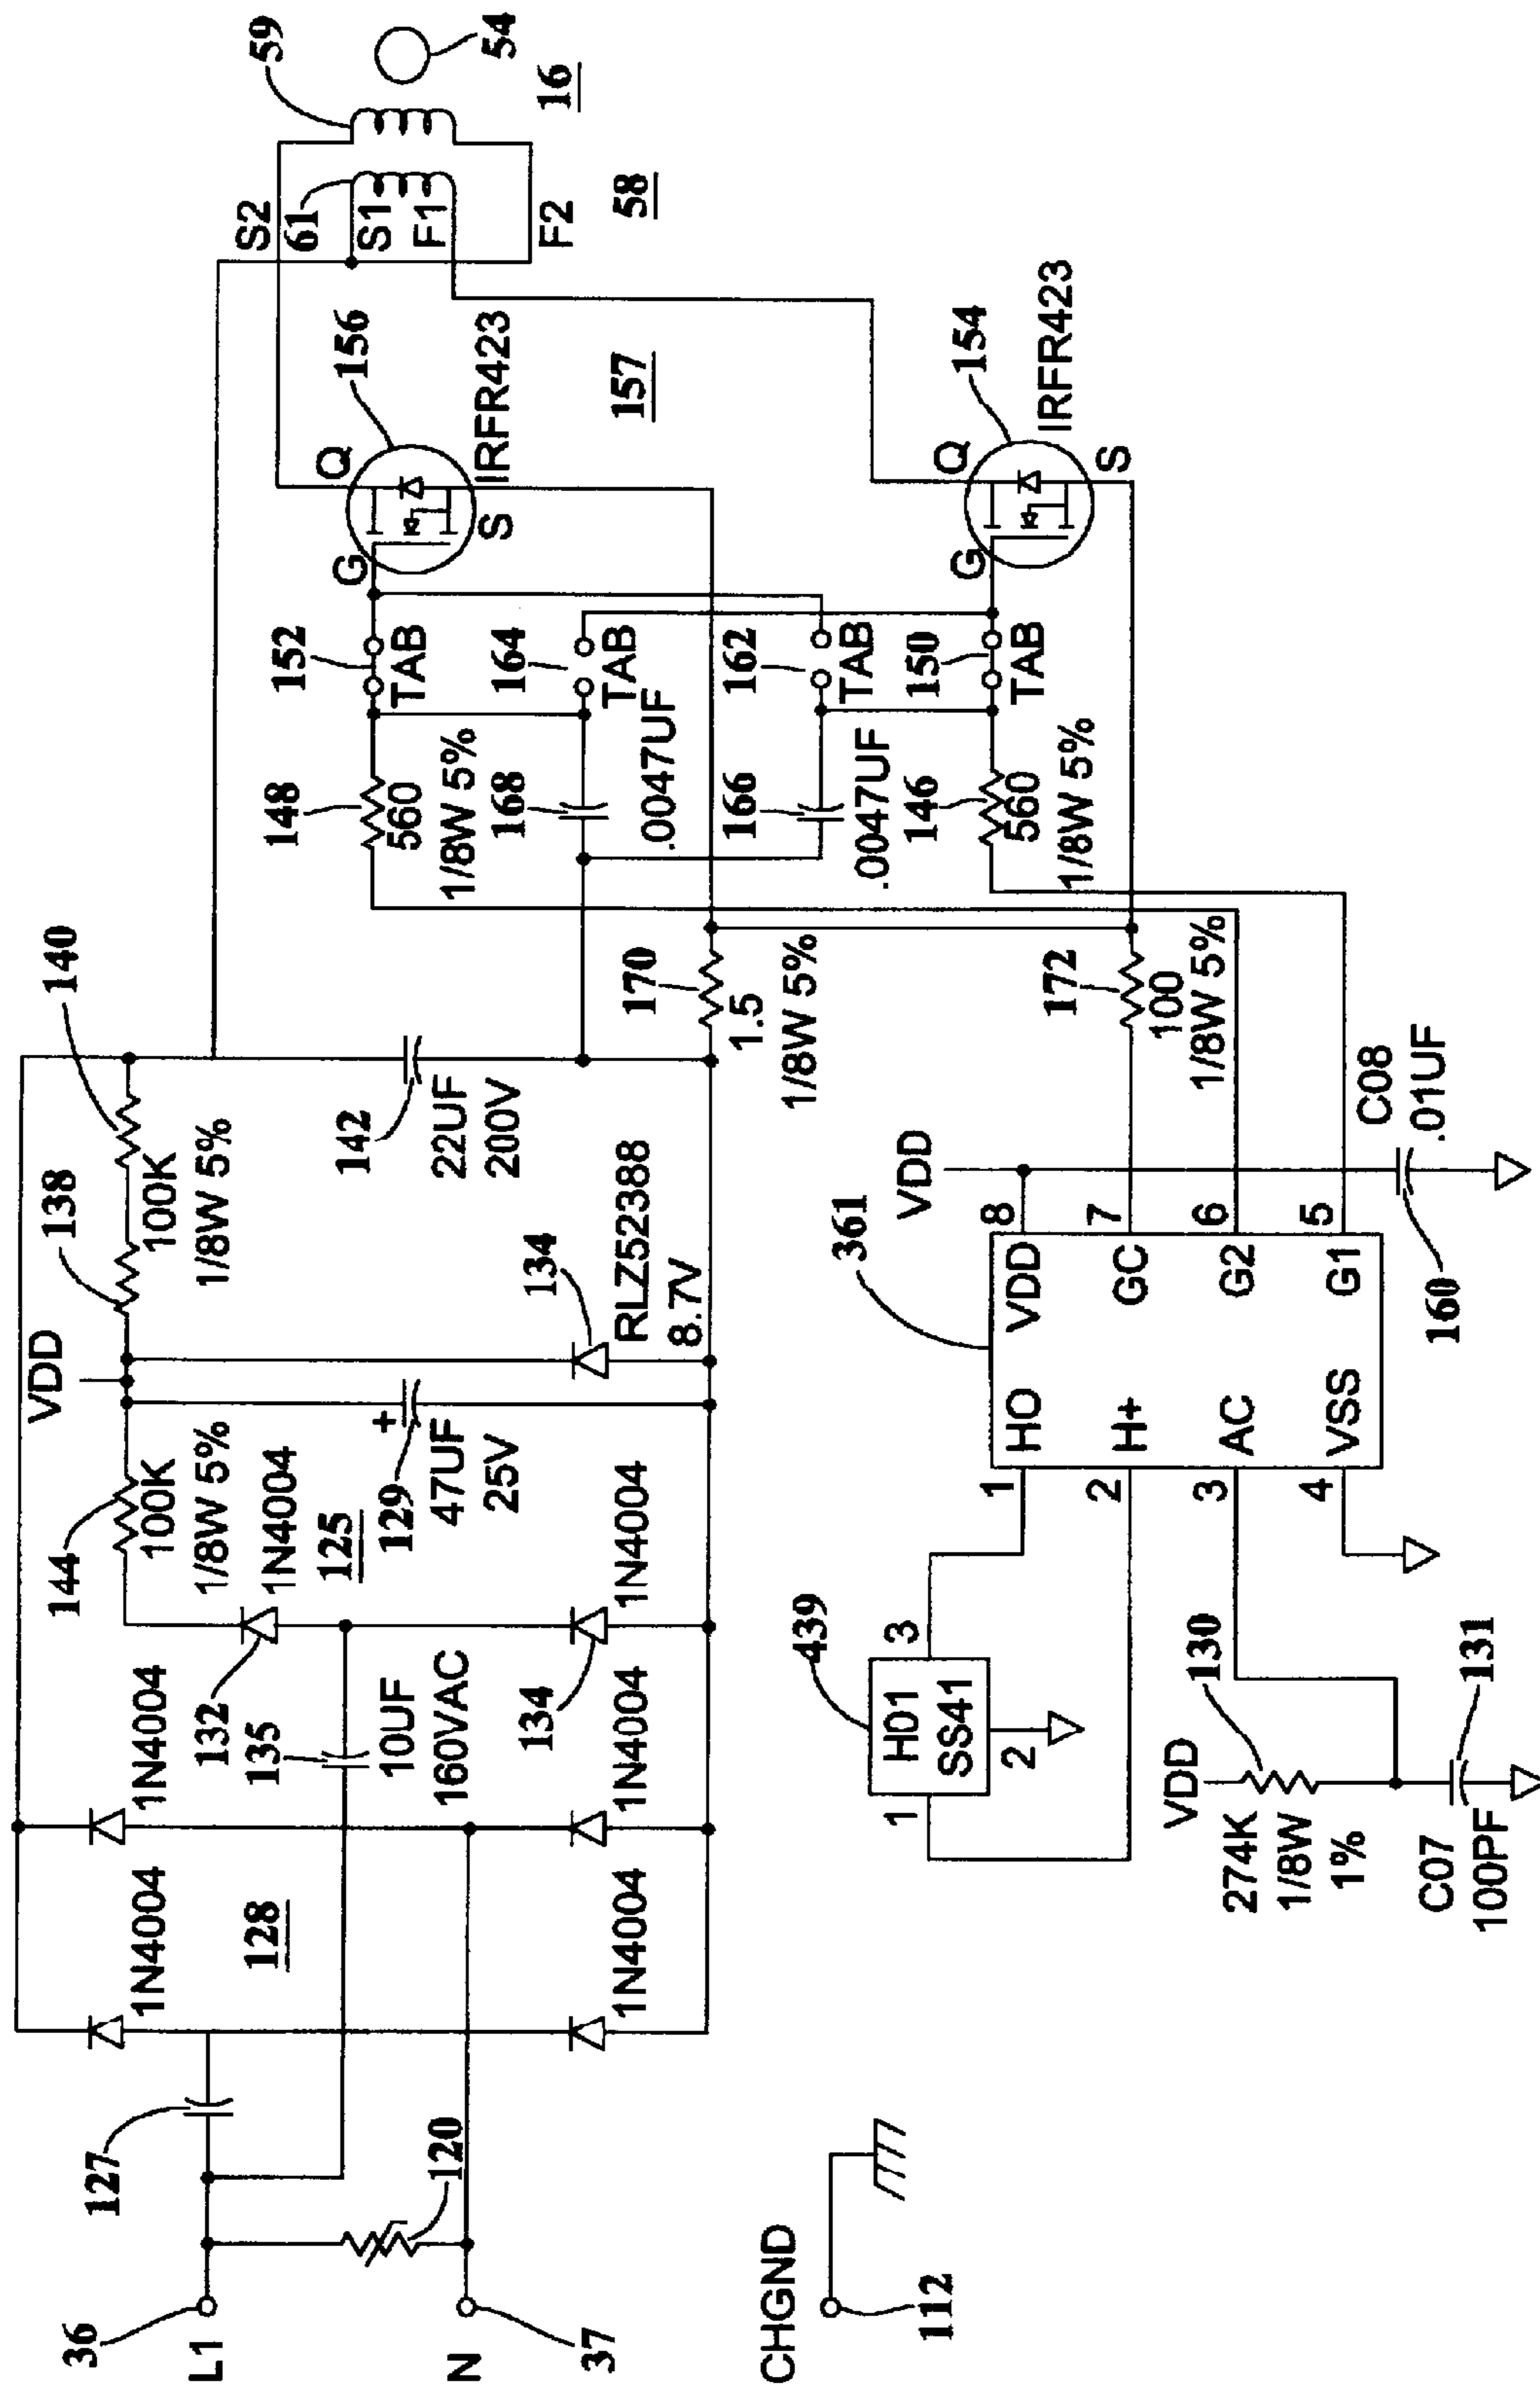 36
L1
N
37
CHGND
112
127
120
128
1N4004
1N4004
1N4004
1N4004
132
135
10UF
160VAC
134
1N4004
1N4004
125
144
100K
1/8W 5%
129
+
47UF
25V
VDD
138
140
100K
1/8W 5%
134
RLZ5238B
8.7V
142
22UF
200V
170
1.5
1/8W 5%
148
560
1/8W 5%
168
.0047UF
166
.0047UF
146
560
1/8W 5%
152
TAB
164
TAB
162
TAB
150
TAB
G
Q
S
156
IRFR423
157
G
Q
S
154
IRFR423
S2
61
S1
F1
F2
58
59
54
16
172
100
1/8W 5%
VDD
361
8
7
6
5
HO
H+
AC
VSS
VDD
GC
G2
G1
1
2
3
4
C08
.01UF
160
439
H01
SS41
1
2
3
VDD
130
274K
1/8W
1%
C07
100PF
131